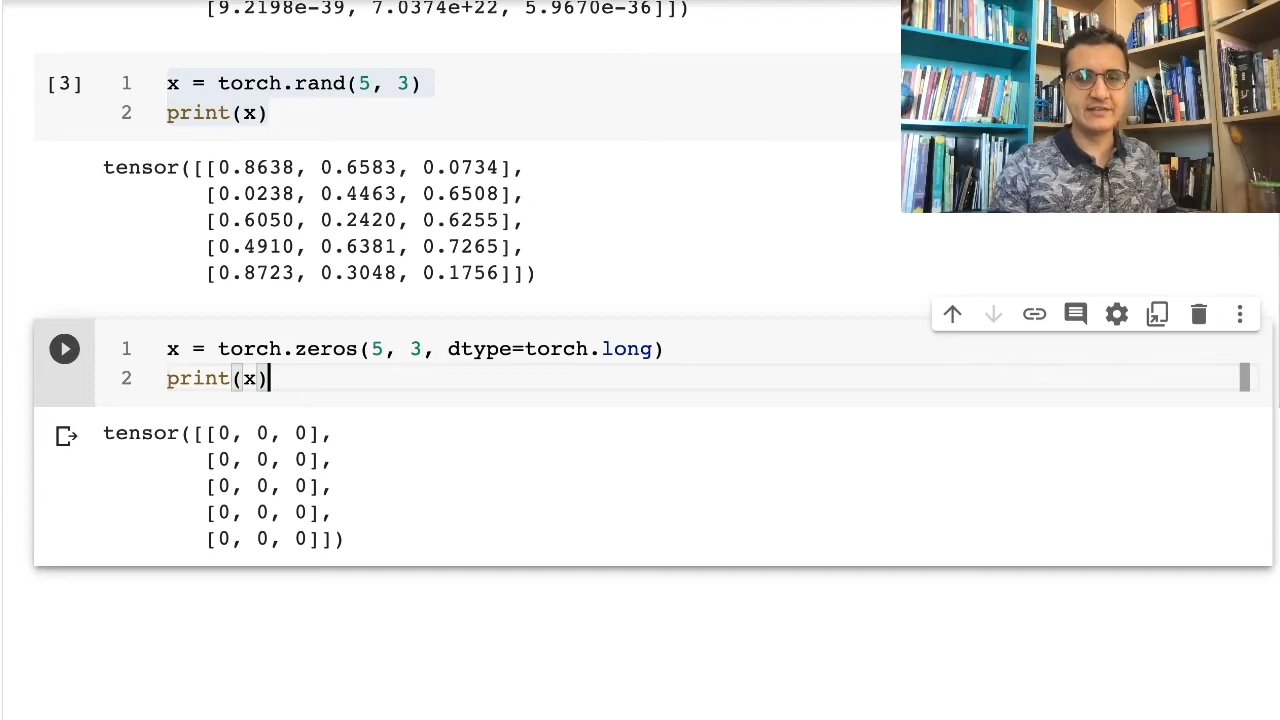 [9.2198e-39, 7.0374e+22, 5.9670e-36]])
[3]
1 x = torch.rand(5, 3)
2 print(x)
tensor([[0.8638, 0.6583, 0.0734],
[0.0238, 0.4463, 0.6508],
[0.6050, 0.2420, 0.6255],
[0.4910, 0.6381, 0.7265],
[0.8723, 0.3048, 0.1756]])
1 x = torch.zeros(5, 3, dtype=torch.long)
2 print(x)
tensor([[0, 0, 0],
[0, 0, 0],
[0, 0, 0],
[0, 0, 0],
[0, 0, 0]])